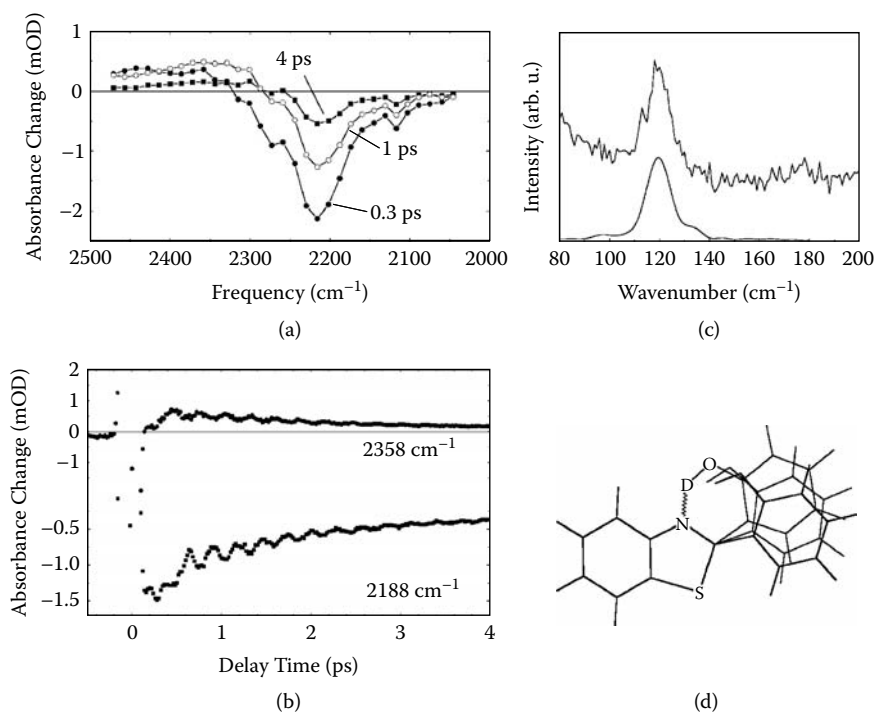 Absorbance Change (mOD)
1
0
−1
−2
4 ps
1 ps
0.3 ps
2500 2400 2300 2200 2100 2000
Frequency (cm−1)
(a)
Intensity (arb. u.)
80 100 120 140 160 180 200
Wavenumber (cm−1)
(c)
Absorbance Change (mOD)
2
1
0
−1
−0.5
−1.0
−1.5
2358 cm−1
2188 cm−1
0 1 2 3 4
Delay Time (ps)
(b)
D O
N
S
(d)